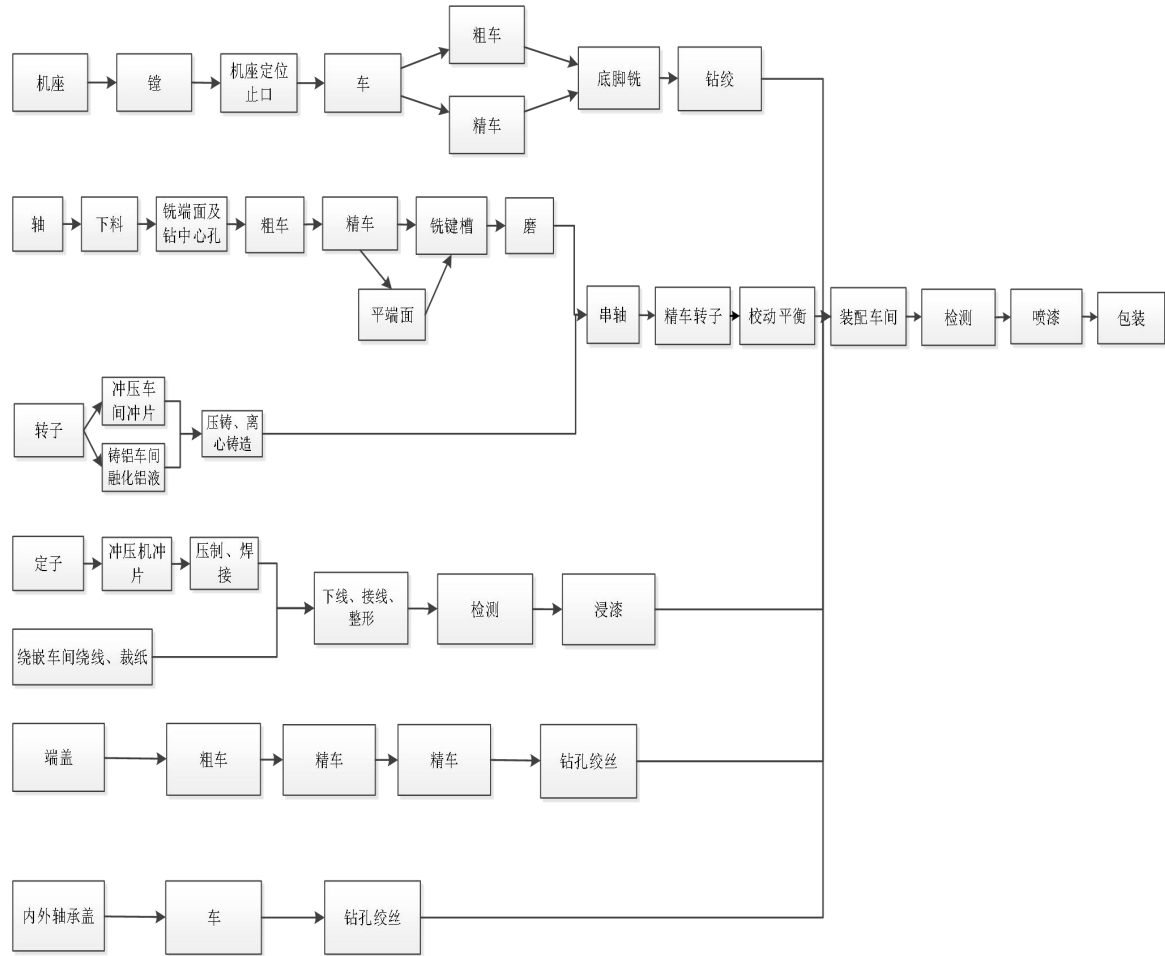 粗车
机座
镗
机座定位
止口
车
底脚铣
钻绞
精车
轴
下料
铣端面及
钻中心孔
粗车
精车
铣键槽
磨
平端面
串轴
精车转子
校动平衡
装配车间
检测
喷漆
包装
转子
冲压车
间冲片
铸铝车间
融化铝液
压铸、离
心铸造
定子
冲压机冲
片
压制、焊
接
下线、接线、
整形
检测
浸漆
绕嵌车间绕线、裁纸
端盖
粗车
精车
精车
钻孔绞丝
内外轴承盖
车
钻孔绞丝